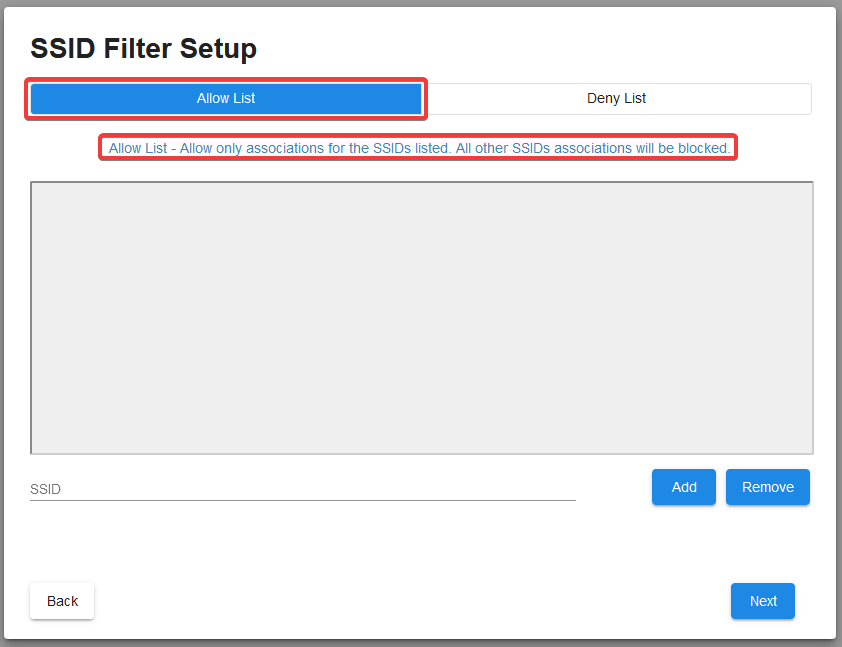 SSID Filter Setup
Allow List
Deny List
Allow List - Allow only associations for the SSIDs listed. All other SSIDs associations will be blocked.
SSID
Add
Remove
Back
Next